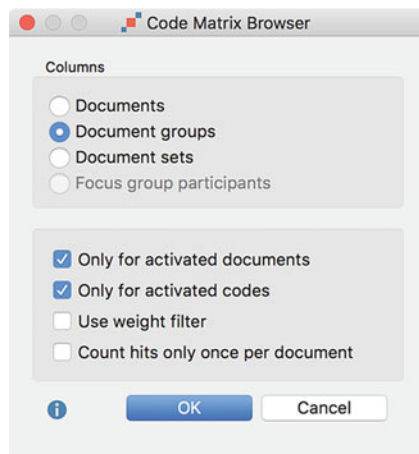 Code Matrix Browser
Columns
Documents
Document groups
Document sets
Focus group participants
Only for activated documents
Only for activated codes
Use weight filter
Count hits only once per document
OK Cancel